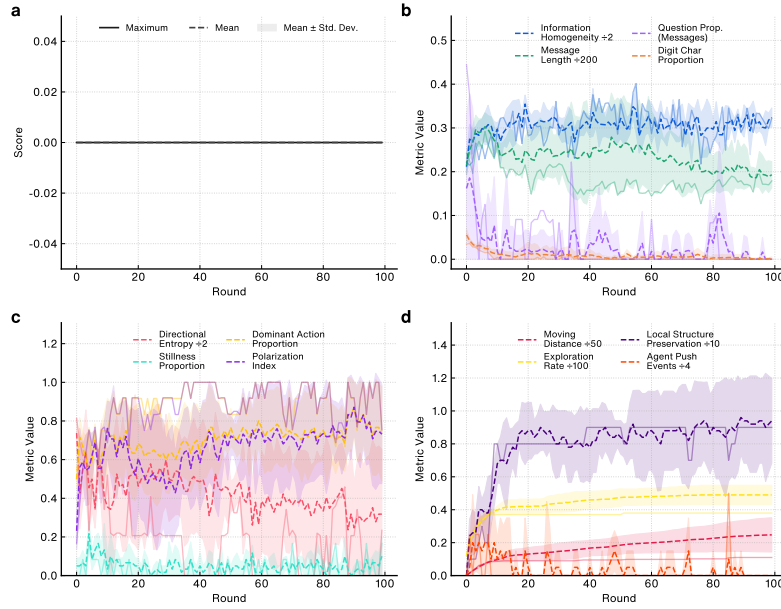 a
Maximum
Mean
Mean ± Std. Dev.
0.04
0.02
0.00
-0.02
-0.04
Score
0
20
40
60
80
100
Round
b
Information
Homogeneity ÷2
Message
Length ÷200
Question Prop.
(Messages)
Digit Char
Proportion
0.5
0.4
0.3
0.2
0.1
0.0
Metric Value
0
20
40
60
80
100
Round
c
Directional
Entropy ÷2
Stillness
Proportion
Dominant Action
Proportion
Polarization
Index
1.2
1.0
0.8
0.6
0.4
0.2
0.0
Metric Value
0
20
40
60
80
100
Round
d
Moving
Distance ÷50
Exploration
Rate ÷100
Local Structure
Preservation ÷10
Agent Push
Events ÷4
1.4
1.2
1.0
0.8
0.6
0.4
0.2
0.0
Metric Value
0
20
40
60
80
100
Round